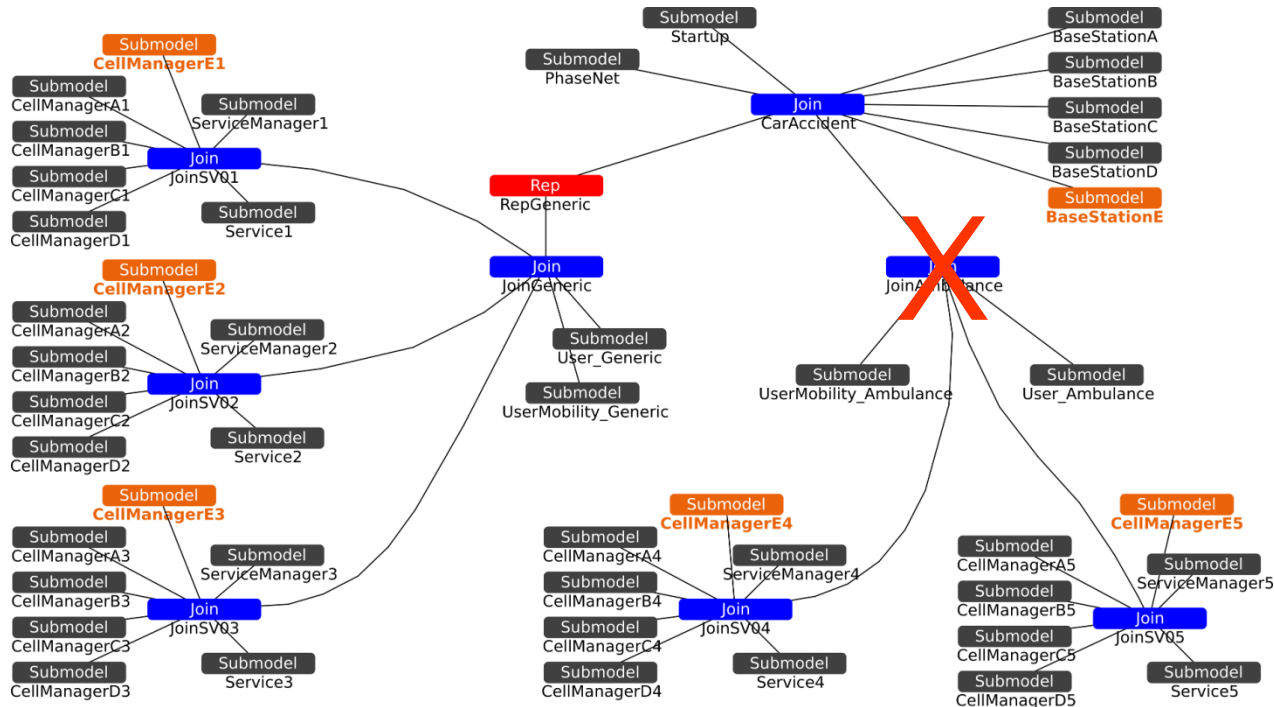 Submodel
Startup
Submodel
PhaseNet
Join
CarAccident
Submodel
BaseStationA
Submodel
BaseStationB
Submodel
BaseStationC
Submodel
BaseStationD
Submodel
BaseStationE
Submodel
CellManagerE1
Submodel
CellManagerA1
Submodel
ServiceManager1
Submodel
CellManagerB1
Join
JoinSV01
Submodel
CellManagerC1
Submodel
CellManagerD1
Submodel
Service1
Rep
RepGeneric
Join
JoinGeneric
X
Join
JoinAmbulance
Submodel
User_Generic
Submodel
UserMobility_Generic
Submodel
UserMobility_Ambulance
Submodel
User_Ambulance
Submodel
CellManagerE2
Submodel
CellManagerA2
Submodel
ServiceManager2
Submodel
CellManagerB2
Join
JoinSV02
Submodel
CellManagerC2
Submodel
CellManagerD2
Submodel
Service2
Submodel
CellManagerE3
Submodel
CellManagerA3
Submodel
ServiceManager3
Submodel
CellManagerB3
Join
JoinSV03
Submodel
CellManagerC3
Submodel
CellManagerD3
Submodel
Service3
Submodel
CellManagerE4
Submodel
CellManagerA4
Submodel
ServiceManager4
Submodel
CellManagerB4
Join
JoinSV04
Submodel
CellManagerC4
Submodel
CellManagerD4
Submodel
Service4
Submodel
CellManagerE5
Submodel
CellManagerA5
Submodel
ServiceManager5
Submodel
CellManagerB5
Join
JoinSV05
Submodel
CellManagerC5
Submodel
CellManagerD5
Submodel
Service5